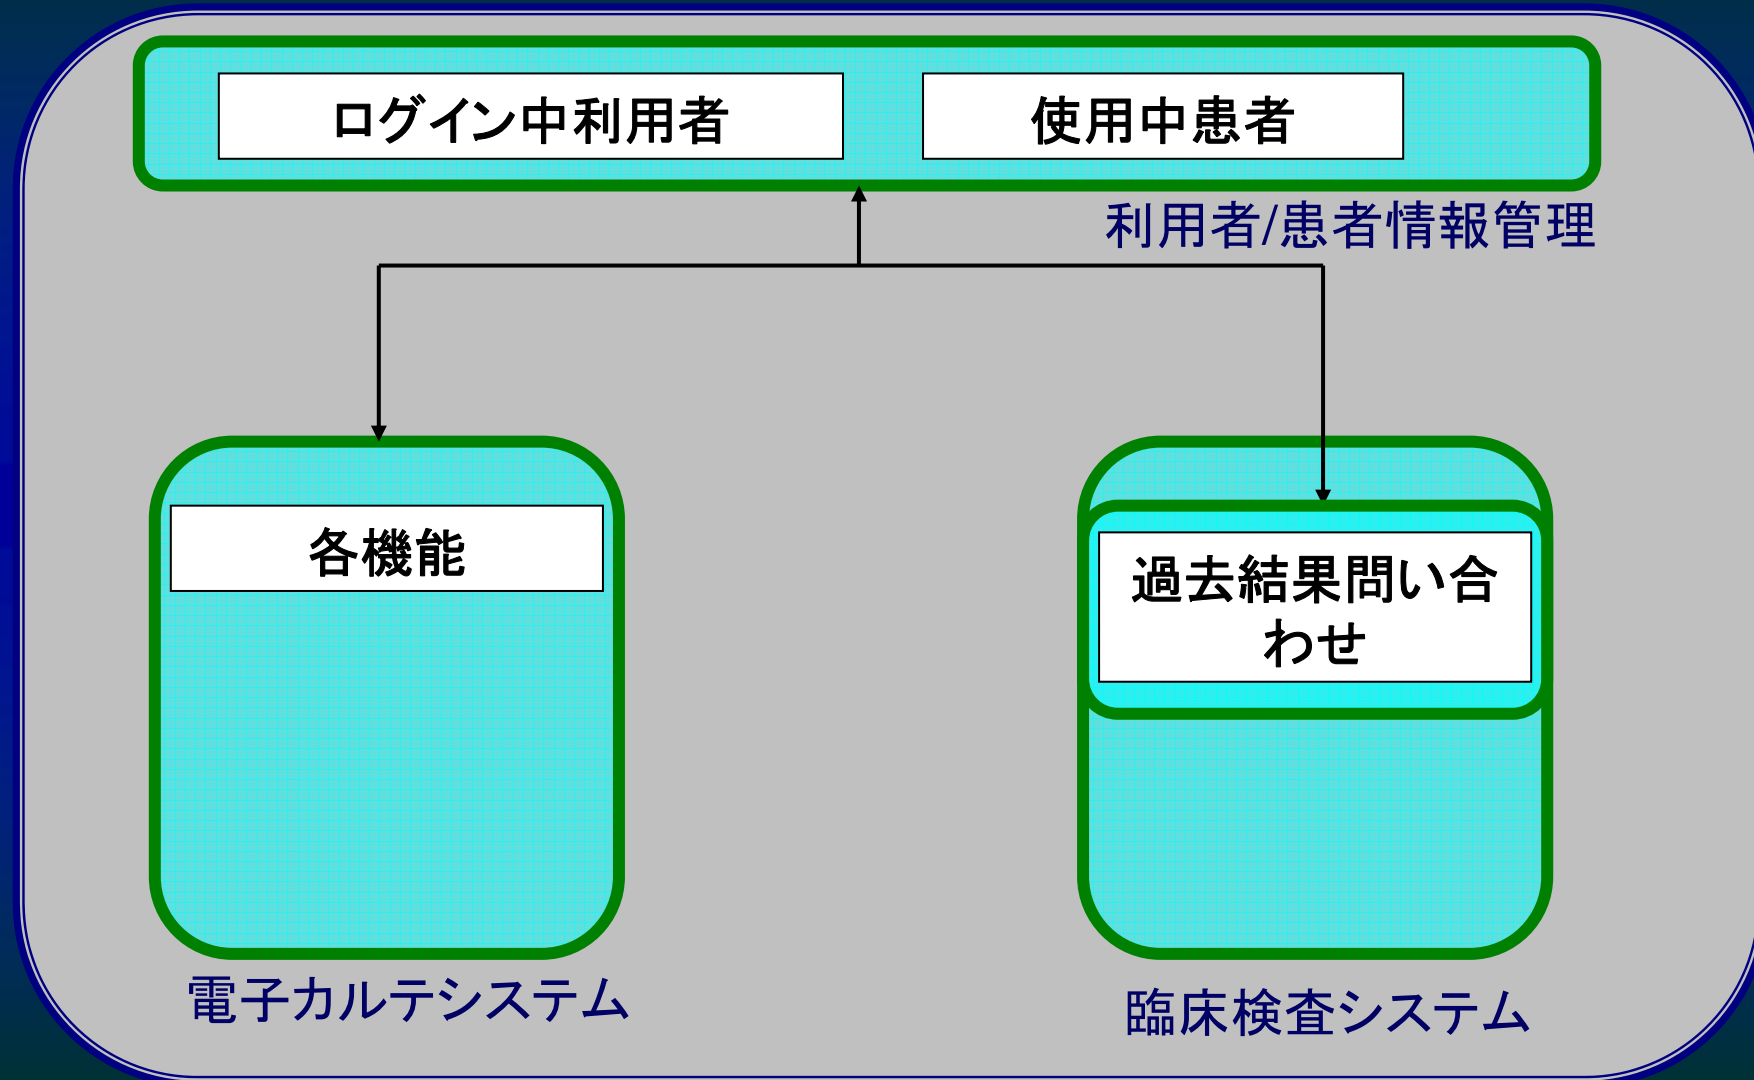 ログイン中利用者
使用中患者
利用者/患者情報管理
各機能
過去結果問い合
わせ
電子カルテシステム
臨床検査システム